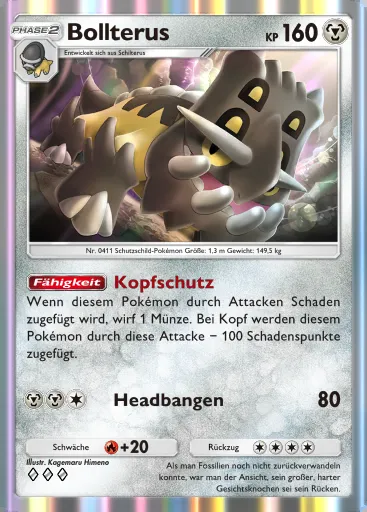 PHASE 2 Bollterus KP 160
Entwickelt sich aus Schilterus
Nr. 0411 Schutzschild-Pokémon Größe: 1,3 m Gewicht: 149,5 kg
Fähigkeit Kopfschutz
Wenn diesem Pokémon durch Attacken Schaden
zugefügt wird, wirf 1 Münze. Bei Kopf werden diesem
Pokémon durch diese Attacke − 100 Schadenspunkte
zugefügt.
Headbangen 80
Schwäche +20 Rückzug
Illustr. Kagemaru Himeno
Als man Fossilien noch nicht zurückverwandeln
konnte, war man der Ansicht, sein großer, harter
Gesichtsknochen sei sein Rücken.